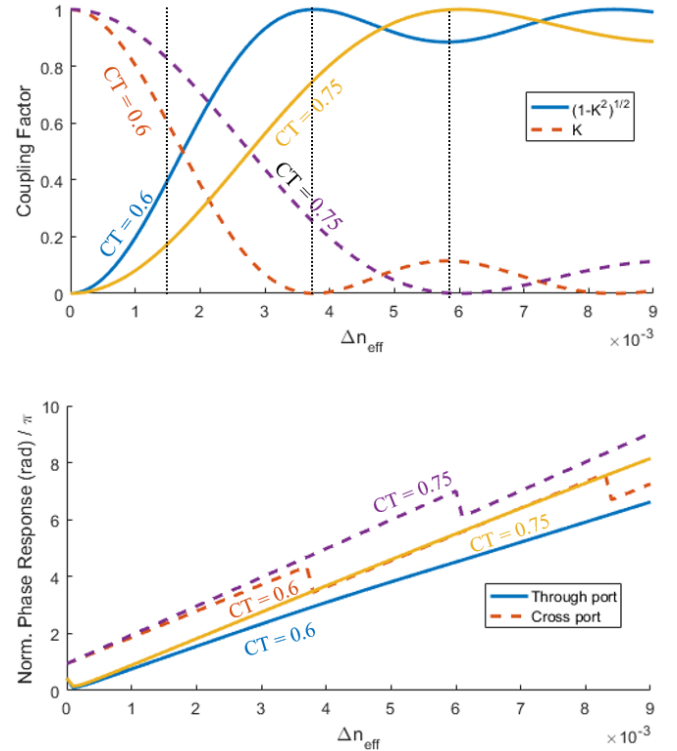 1
0.8
0.6
0.4
0.2
0
Coupling Factor
CT = 0.6
CT = 0.6
CT = 0.75
CT = 0.75
(1-K²)^1/2
K
0 1 2 3 4 5 6 7 8 9
Δn_eff
×10⁻³
10
8
6
4
2
0
Norm. Phase Response (rad) / π
CT = 0.75
CT = 0.75
CT = 0.6
CT = 0.6
Through port
Cross port
0 1 2 3 4 5 6 7 8 9
Δn_eff
×10⁻³